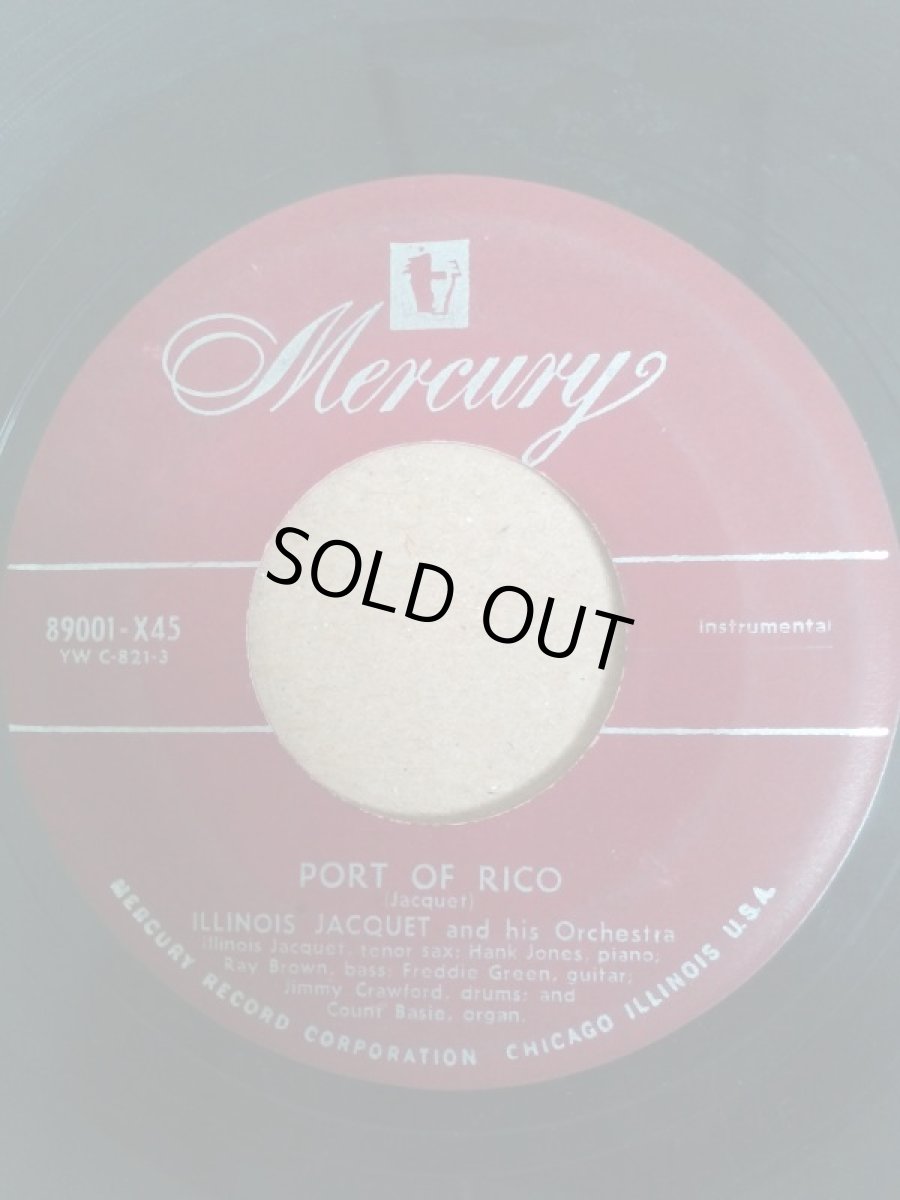 Mercury
SOLD OUT
89001-X45
YW C-821-3
Instrumental
PORT OF RICO
(Jacquet)
ILLINOIS JACQUET and his Orchestra
Illinois Jacquet, tenor sax; Hank Jones, piano;
Ray Brown, bass; Freddie Green, guitar;
Jimmy Crawford, drums; and
Count Basie, organ.
MERCURY RECORD CORPORATION CHICAGO ILLINOIS U.S.A.